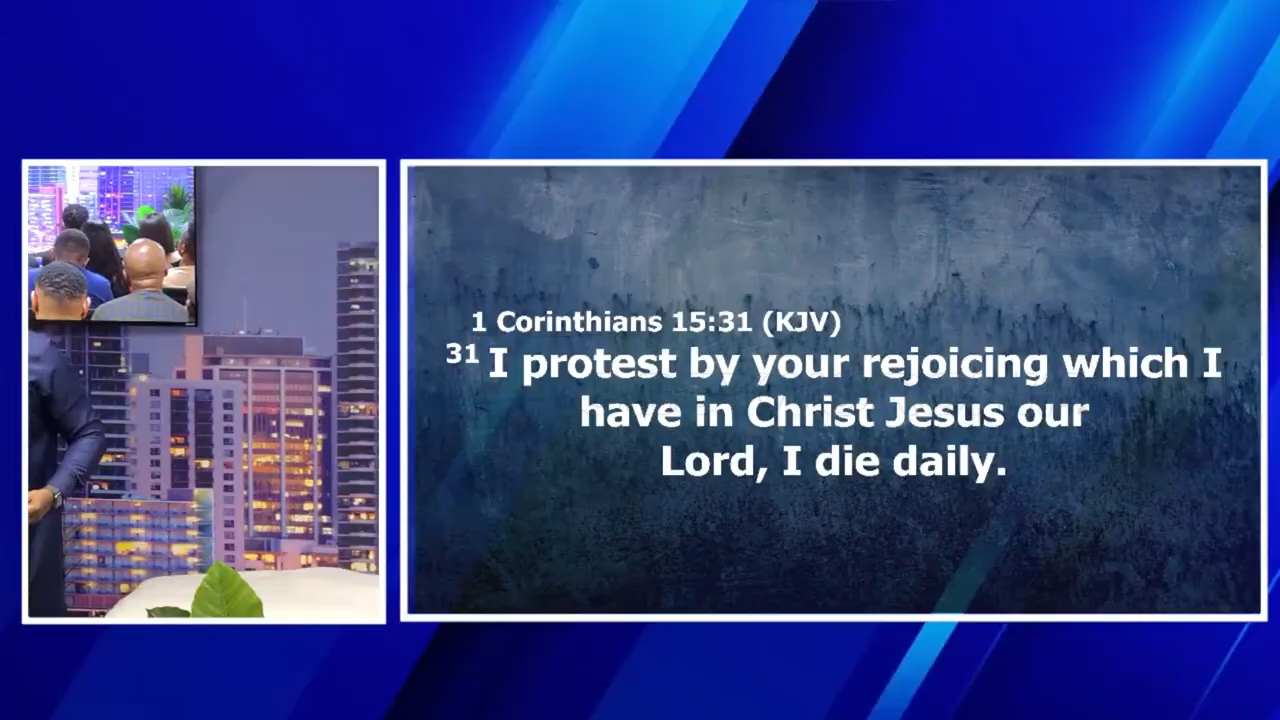 1 Corinthians 15:31 (KJV)
31 I protest by your rejoicing which I
have in Christ Jesus our
Lord, I die daily.